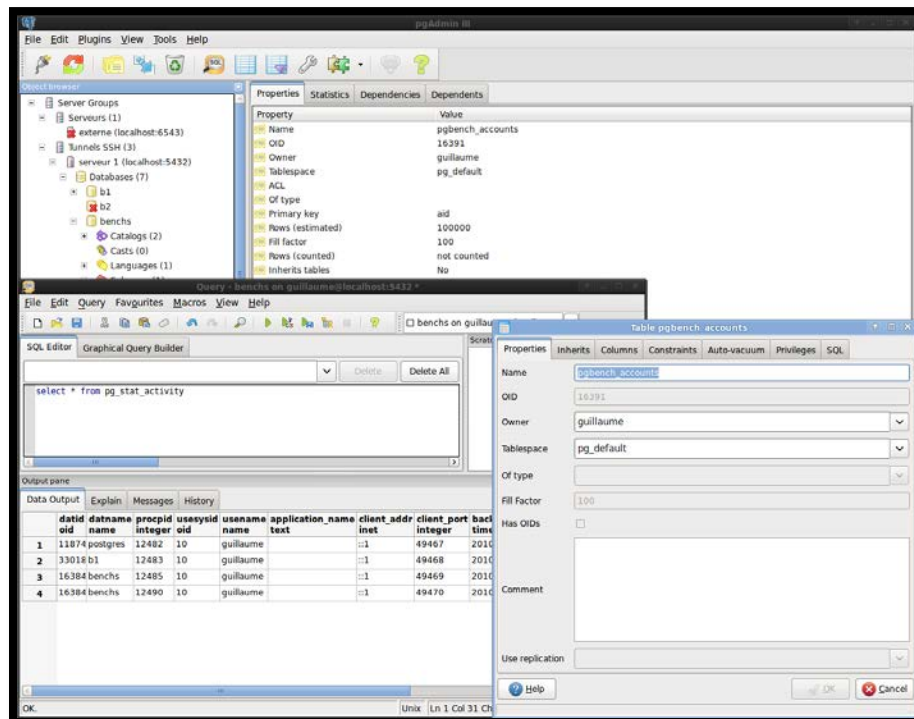 pgAdmin III
File Edit Plugins View Tools Help
Object browser
Server Groups
Serveurs (1)
externe (localhost:6543)
Tunnels SSH (3)
serveur 1 (localhost:5432)
Databases (7)
b1
b2
benchs
Catalogs (2)
Casts (0)
Languages (1)
Properties Statistics Dependencies Dependents
Property Value
Name pgbench_accounts
OID 16391
Owner guillaume
Tablespace pg_default
ACL
Of type
Primary key aid
Rows (estimated) 100000
Fill factor 100
Rows (counted) not counted
Inherits tables No
Query - benchs on guillaume@localhost:5432 *
File Edit Query Favourites Macros View Help
benchs on guillau
SQL Editor Graphical Query Builder
Scrat
Delete Delete All
select * from pg_stat_activity
Output pane
Data Output Explain Messages History
datid datname procpid usesysid usename application_name client_addr client_port back
oid name integer oid name text inet integer time
1 11874 postgres 12482 10 guillaume ::1 49467 2010
2 33018 b1 12483 10 guillaume ::1 49468 2010
3 16384 benchs 12485 10 guillaume ::1 49469 2010
4 16384 benchs 12490 10 guillaume ::1 49470 2010
OK. Unix Ln 1 Col 31 Ch
Table pgbench_accounts
Properties Inherits Columns Constraints Auto-vacuum Privileges SQL
Name pgbench_accounts
OID 16391
Owner guillaume
Tablespace pg_default
Of type
Fill Factor 100
Has OIDs
Comment
Use replication
Help OK Cancel